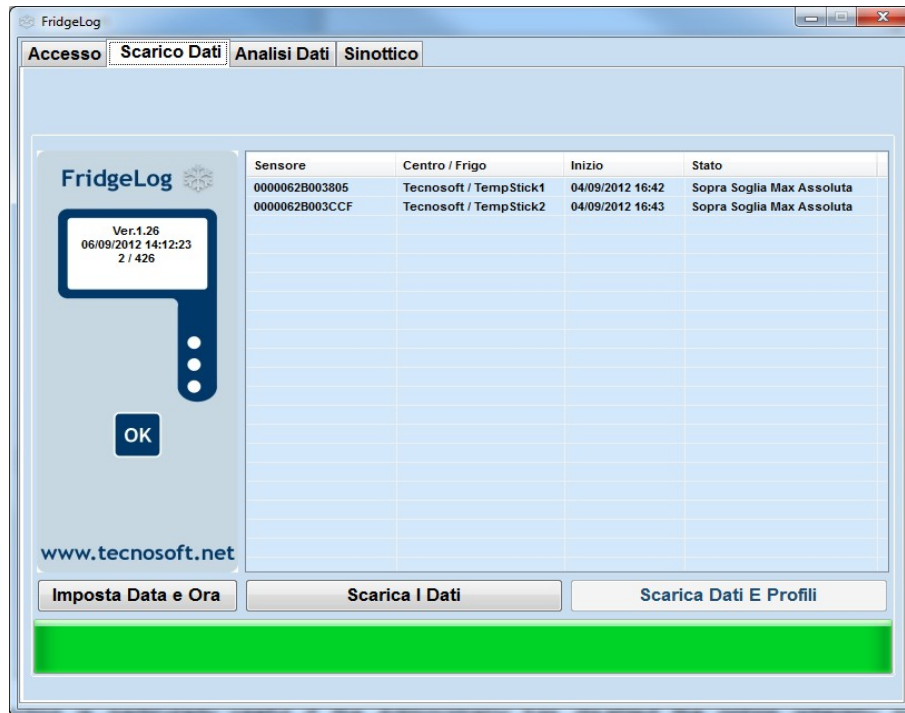 FridgeLog
Accesso Scarico Dati Analisi Dati Sinottico
FridgeLog
Ver.1.26
06/09/2012 14:12:23
2 / 426
OK
www.tecnosoft.net
Sensore Centro / Frigo Inizio Stato
0000062B003805 Tecnosoft / TempStick1 04/09/2012 16:42 Sopra Soglia Max Assoluta
0000062B003CCF Tecnosoft / TempStick2 04/09/2012 16:43 Sopra Soglia Max Assoluta
Imposta Data e Ora Scarica I Dati Scarica Dati E Profili